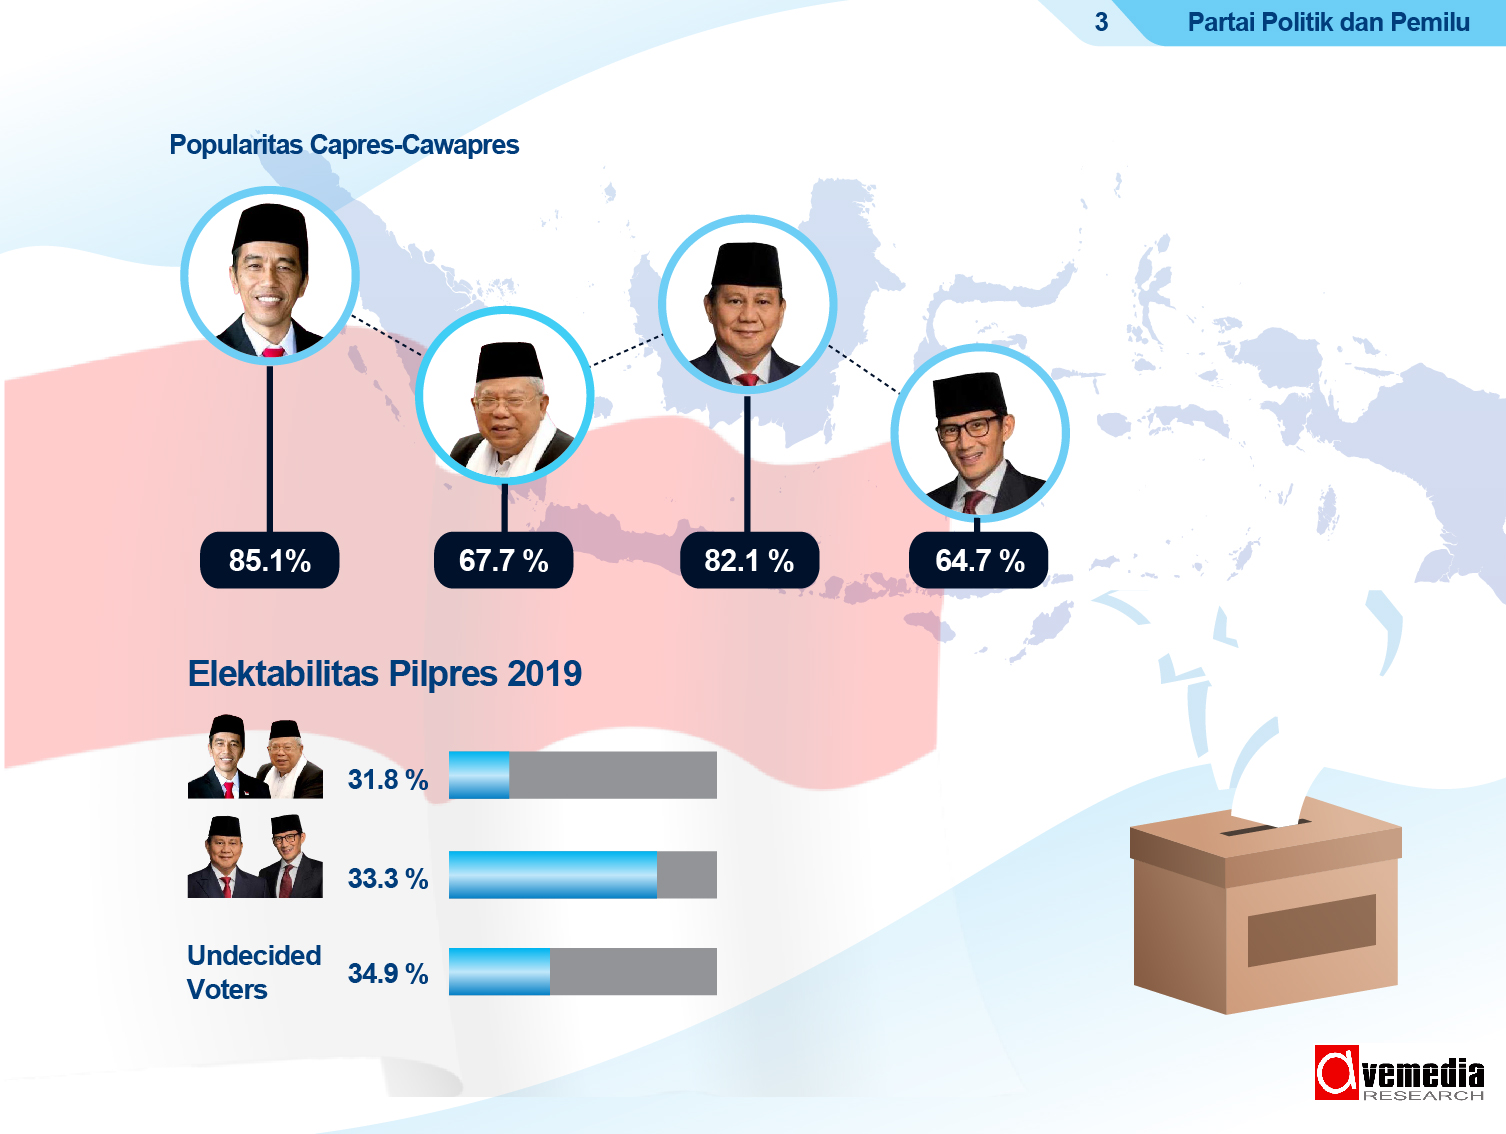 3
Partai Politik dan Pemilu
Popularitas Capres-Cawapres
85.1%
67.7 %
82.1 %
64.7 %
Elektabilitas Pilpres 2019
31.8 %
33.3 %
Undecided
Voters
34.9 %
avemedia
RESEARCH